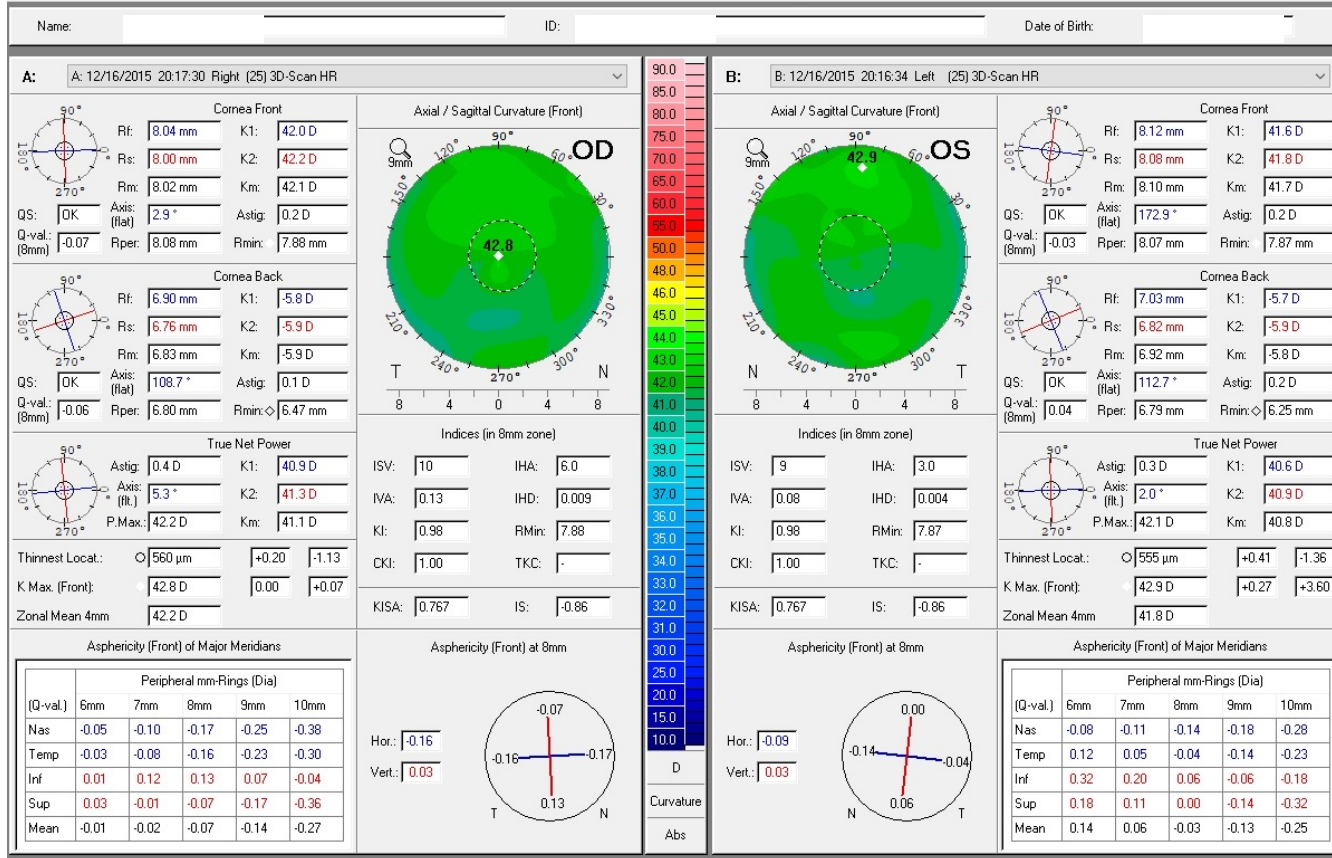 Name: ID: Date of Birth:
A: A: 12/16/2015 20:17:30 Right (25) 3D-Scan HR
Cornea Front
90°
180° 0°
270°
Rf: 8.04 mm K1: 42.0 D
Rs: 8.00 mm K2: 42.2 D
Rm: 8.02 mm Km: 42.1 D
QS: OK Axis: (flat) 2.9 ° Astig: 0.2 D
Q-val.: (8mm) -0.07 Rper: 8.08 mm Rmin: 7.88 mm
Cornea Back
90°
180° 0°
270°
Rf: 6.90 mm K1: -5.8 D
Rs: 6.76 mm K2: -5.9 D
Rm: 6.83 mm Km: -5.9 D
QS: OK Axis: (flat) 108.7 ° Astig: 0.1 D
Q-val.: (8mm) -0.06 Rper: 6.80 mm Rmin: 6.47 mm
True Net Power
90°
180° 0°
270°
Astig: 0.4 D K1: 40.9 D
Axis: (flt.) 5.3 ° K2: 41.3 D
P.Max.: 42.2 D Km: 41.1 D
Thinnest Locat.: 560 µm +0.20 -1.13
K Max. (Front): 42.8 D 0.00 +0.07
Zonal Mean 4mm 42.2 D
Asphericity (Front) of Major Meridians
Peripheral mm-Rings (Dia)
(Q-val.) 6mm 7mm 8mm 9mm 10mm
Nas -0.05 -0.10 -0.17 -0.25 -0.38
Temp -0.03 -0.08 -0.16 -0.23 -0.30
Inf 0.01 0.12 0.13 0.07 -0.04
Sup 0.03 -0.01 -0.07 -0.17 -0.36
Mean -0.01 -0.02 -0.07 -0.14 -0.27
Axial / Sagittal Curvature (Front)
9mm 90° OD
120° 60°
150°
42.8
210° 330°
240° 300°
T 270° N
8 4 0 4 8
Indices (in 8mm zone)
ISV: 10 IHA: 6.0
IVA: 0.13 IHD: 0.009
KI: 0.98 RMin: 7.88
CKI: 1.00 TKC: -
KISA: 0.767 IS: -0.86
Asphericity (Front) at 8mm
Hor.: -0.16
Vert.: 0.03
-0.07
-0.16 -0.17
0.13
T N
90.0
85.0
80.0
75.0
70.0
65.0
60.0
55.0
50.0
48.0
46.0
45.0
44.0
43.0
42.0
41.0
40.0
39.0
38.0
37.0
36.0
35.0
34.0
33.0
32.0
31.0
30.0
25.0
20.0
15.0
10.0
D
Curvature
Abs
B: B: 12/16/2015 20:16:34 Left (25) 3D-Scan HR
Axial / Sagittal Curvature (Front)
9mm 90° OS
42.9
120° 60°
150°
210° 330°
240° 300°
N 270° T
8 4 0 4 8
Indices (in 8mm zone)
ISV: 9 IHA: 3.0
IVA: 0.08 IHD: 0.004
KI: 0.98 RMin: 7.87
CKI: 1.00 TKC: -
KISA: 0.767 IS: -0.86
Asphericity (Front) at 8mm
Hor.: -0.09
Vert.: 0.03
0.00
-0.14 -0.04
0.06
N T
Cornea Front
90°
180° 0°
270°
Rf: 8.12 mm K1: 41.6 D
Rs: 8.08 mm K2: 41.8 D
Rm: 8.10 mm Km: 41.7 D
QS: OK Axis: (flat) 172.9 ° Astig: 0.2 D
Q-val.: (8mm) -0.03 Rper: 8.07 mm Rmin: 7.87 mm
Cornea Back
90°
180° 0°
270°
Rf: 7.03 mm K1: -5.7 D
Rs: 6.82 mm K2: -5.9 D
Rm: 6.92 mm Km: -5.8 D
QS: OK Axis: (flat) 112.7 ° Astig: 0.2 D
Q-val.: (8mm) 0.04 Rper: 6.79 mm Rmin: 6.25 mm
True Net Power
90°
180° 0°
270°
Astig: 0.3 D K1: 40.6 D
Axis: (flt.) 2.0 ° K2: 40.9 D
P.Max.: 42.1 D Km: 40.8 D
Thinnest Locat.: 555 µm +0.41 -1.36
K Max. (Front): 42.9 D +0.27 +3.60
Zonal Mean 4mm 41.8 D
Asphericity (Front) of Major Meridians
Peripheral mm-Rings (Dia)
(Q-val.) 6mm 7mm 8mm 9mm 10mm
Nas -0.08 -0.11 -0.14 -0.18 -0.28
Temp 0.12 0.05 -0.04 -0.14 -0.23
Inf 0.32 0.20 0.06 -0.06 -0.18
Sup 0.18 0.11 0.00 -0.14 -0.32
Mean 0.14 0.06 -0.03 -0.13 -0.25